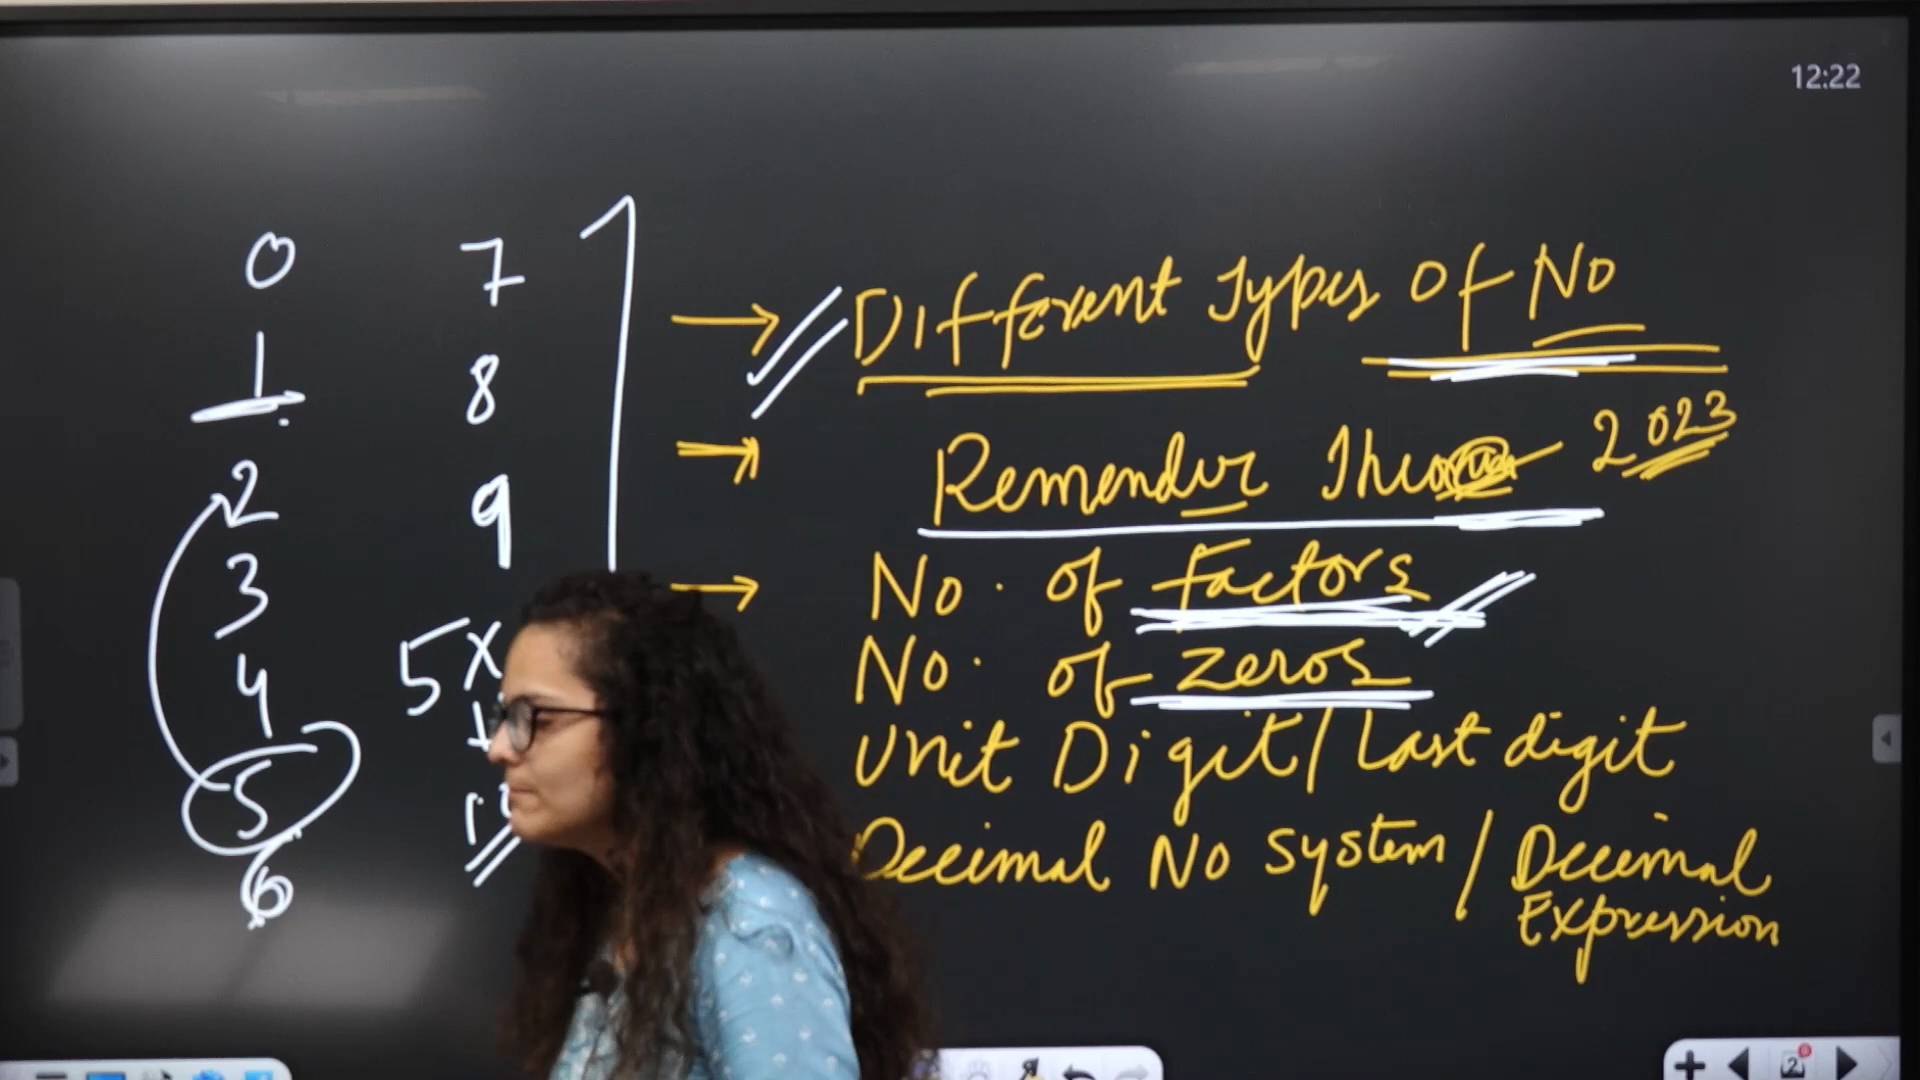 12:22
0
1
2
3
4
5
6
7
8
9
5x
Different Types Of No
Remender 2023
No. of factors
No. of zeros
Unit Digit/Last digit
Decimal No System / Decimal
Expression